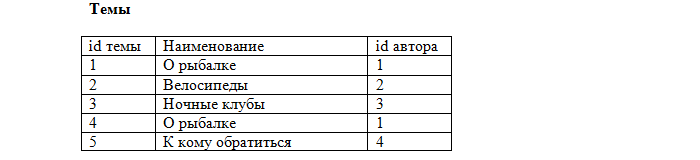 Темы
id темы Наименование id автора
1 О рыбалке 1
2 Велосипеды 2
3 Ночные клубы 3
4 О рыбалке 1
5 К кому обратиться 4